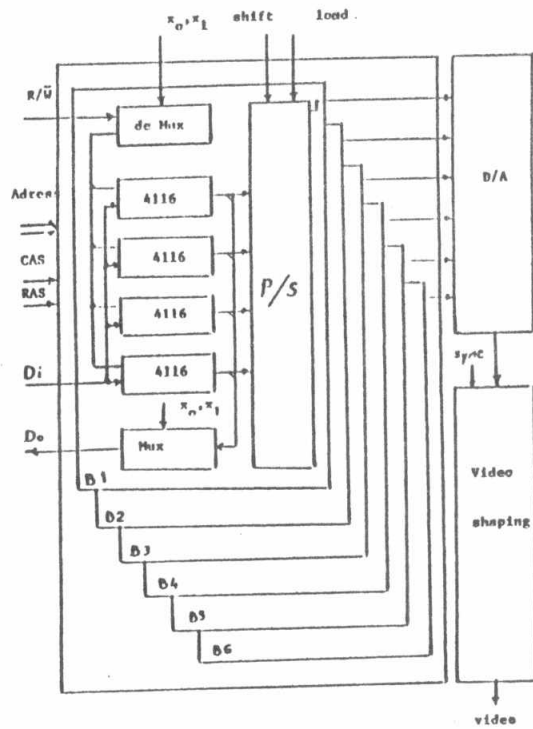 x₀,x₁ shift load
R/W̄
de Mux
Adres
4116
D/A
4116
CAS
RAS
P/S
4116
sync
Di
4116
x₀,x₁
Do
Mux
Video
shaping
B1
B2
B3
B4
B5
B6
video